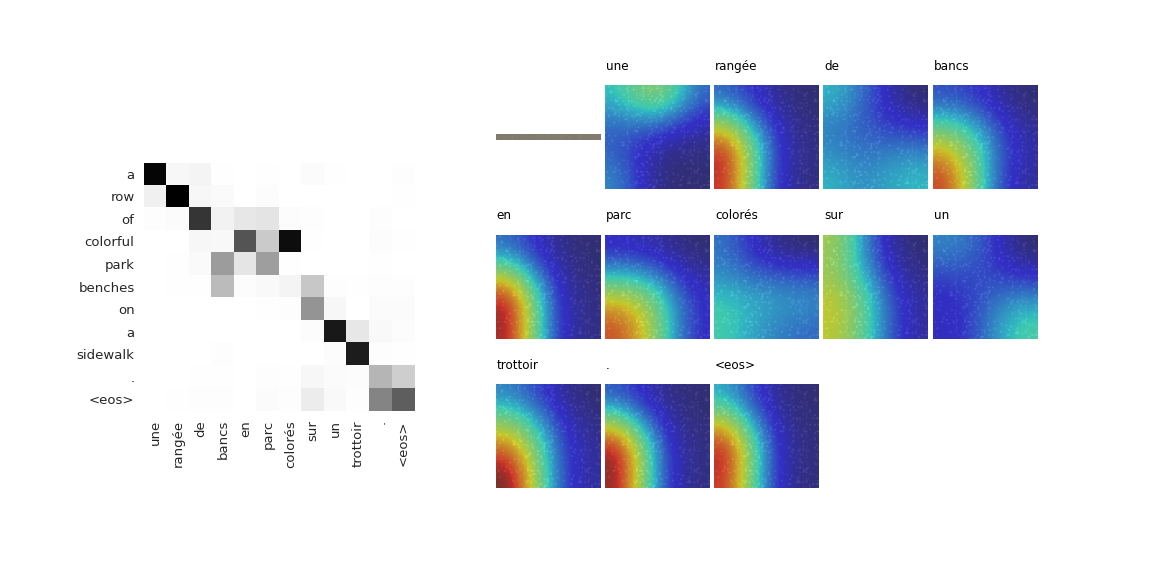 a
row
of
colorful
park
benches
on
a
sidewalk
.
<eos>
une
rangée
de
bancs
en
parc
colorés
sur
un
trottoir
.
<eos>
une rangée de bancs
en parc colorés sur un
trottoir . <eos>